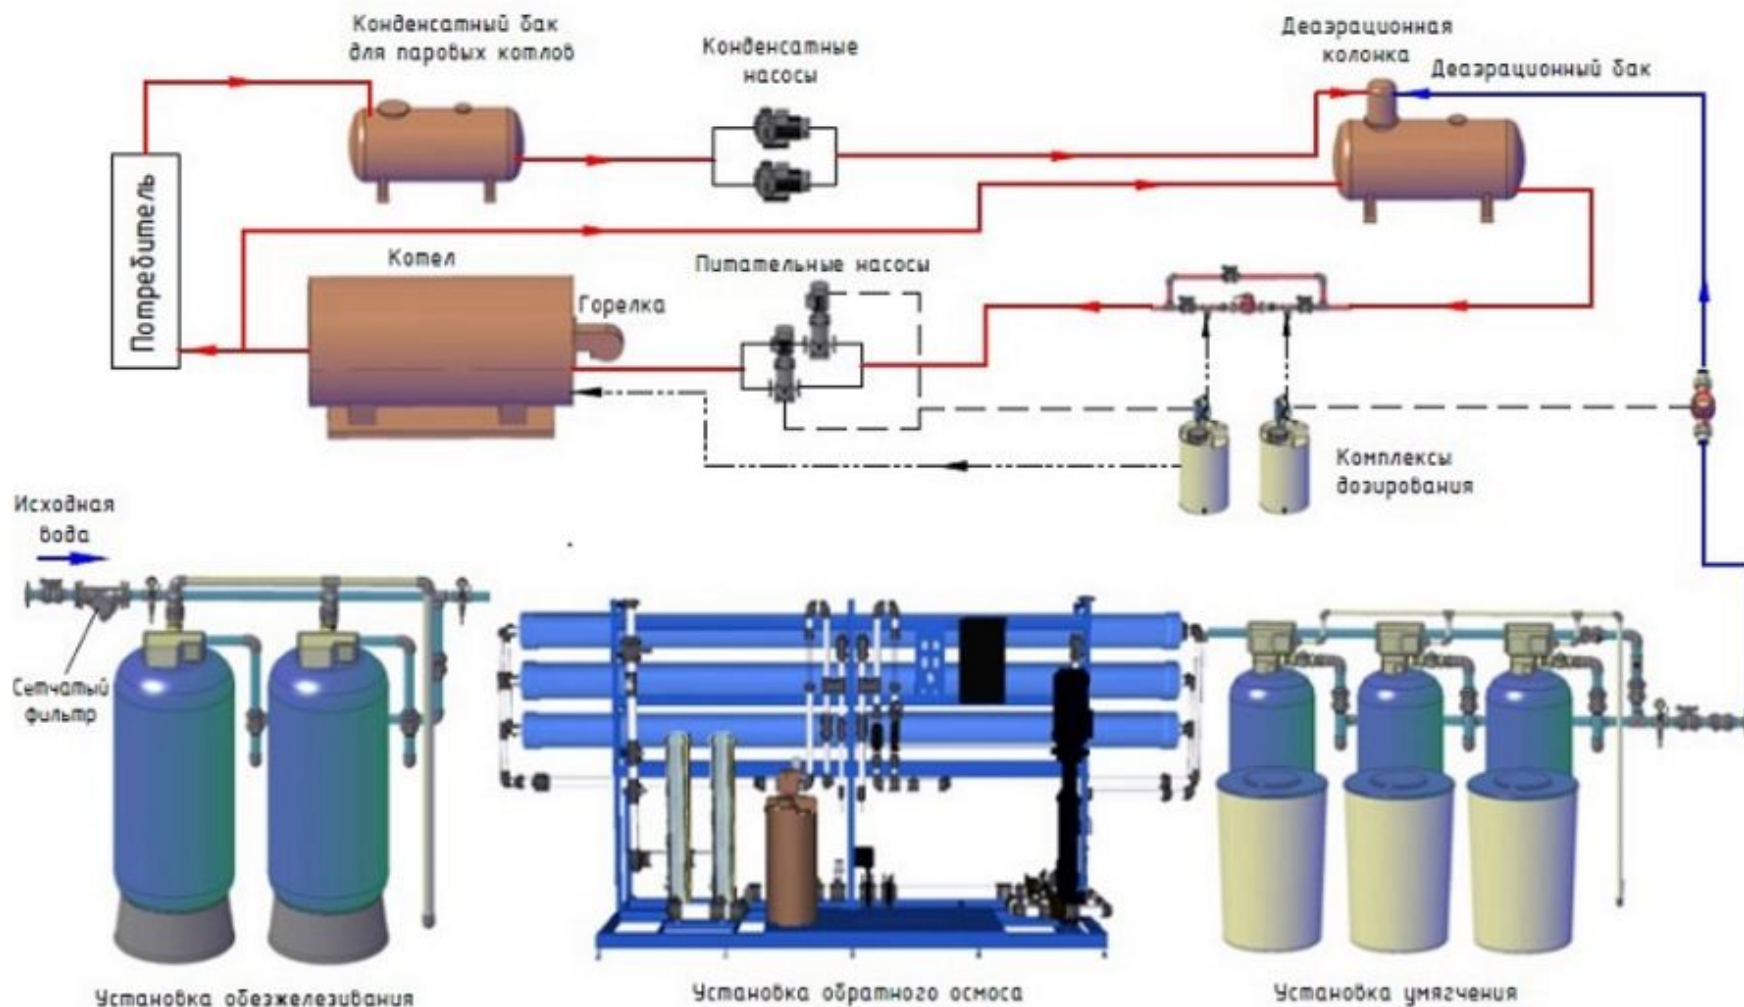 Конденсатный бак
для паровых котлов
Конденсатные
насосы
Деаэрационная
колонка
Деаэрационный бак
Потребитель
Котел
Горелка
Питательные насосы
Комплексы
дозирования
Исходная
вода
Сетчатый
фильтр
Установка обезжелезивания
Установка обратного осмоса
Установка умягчения